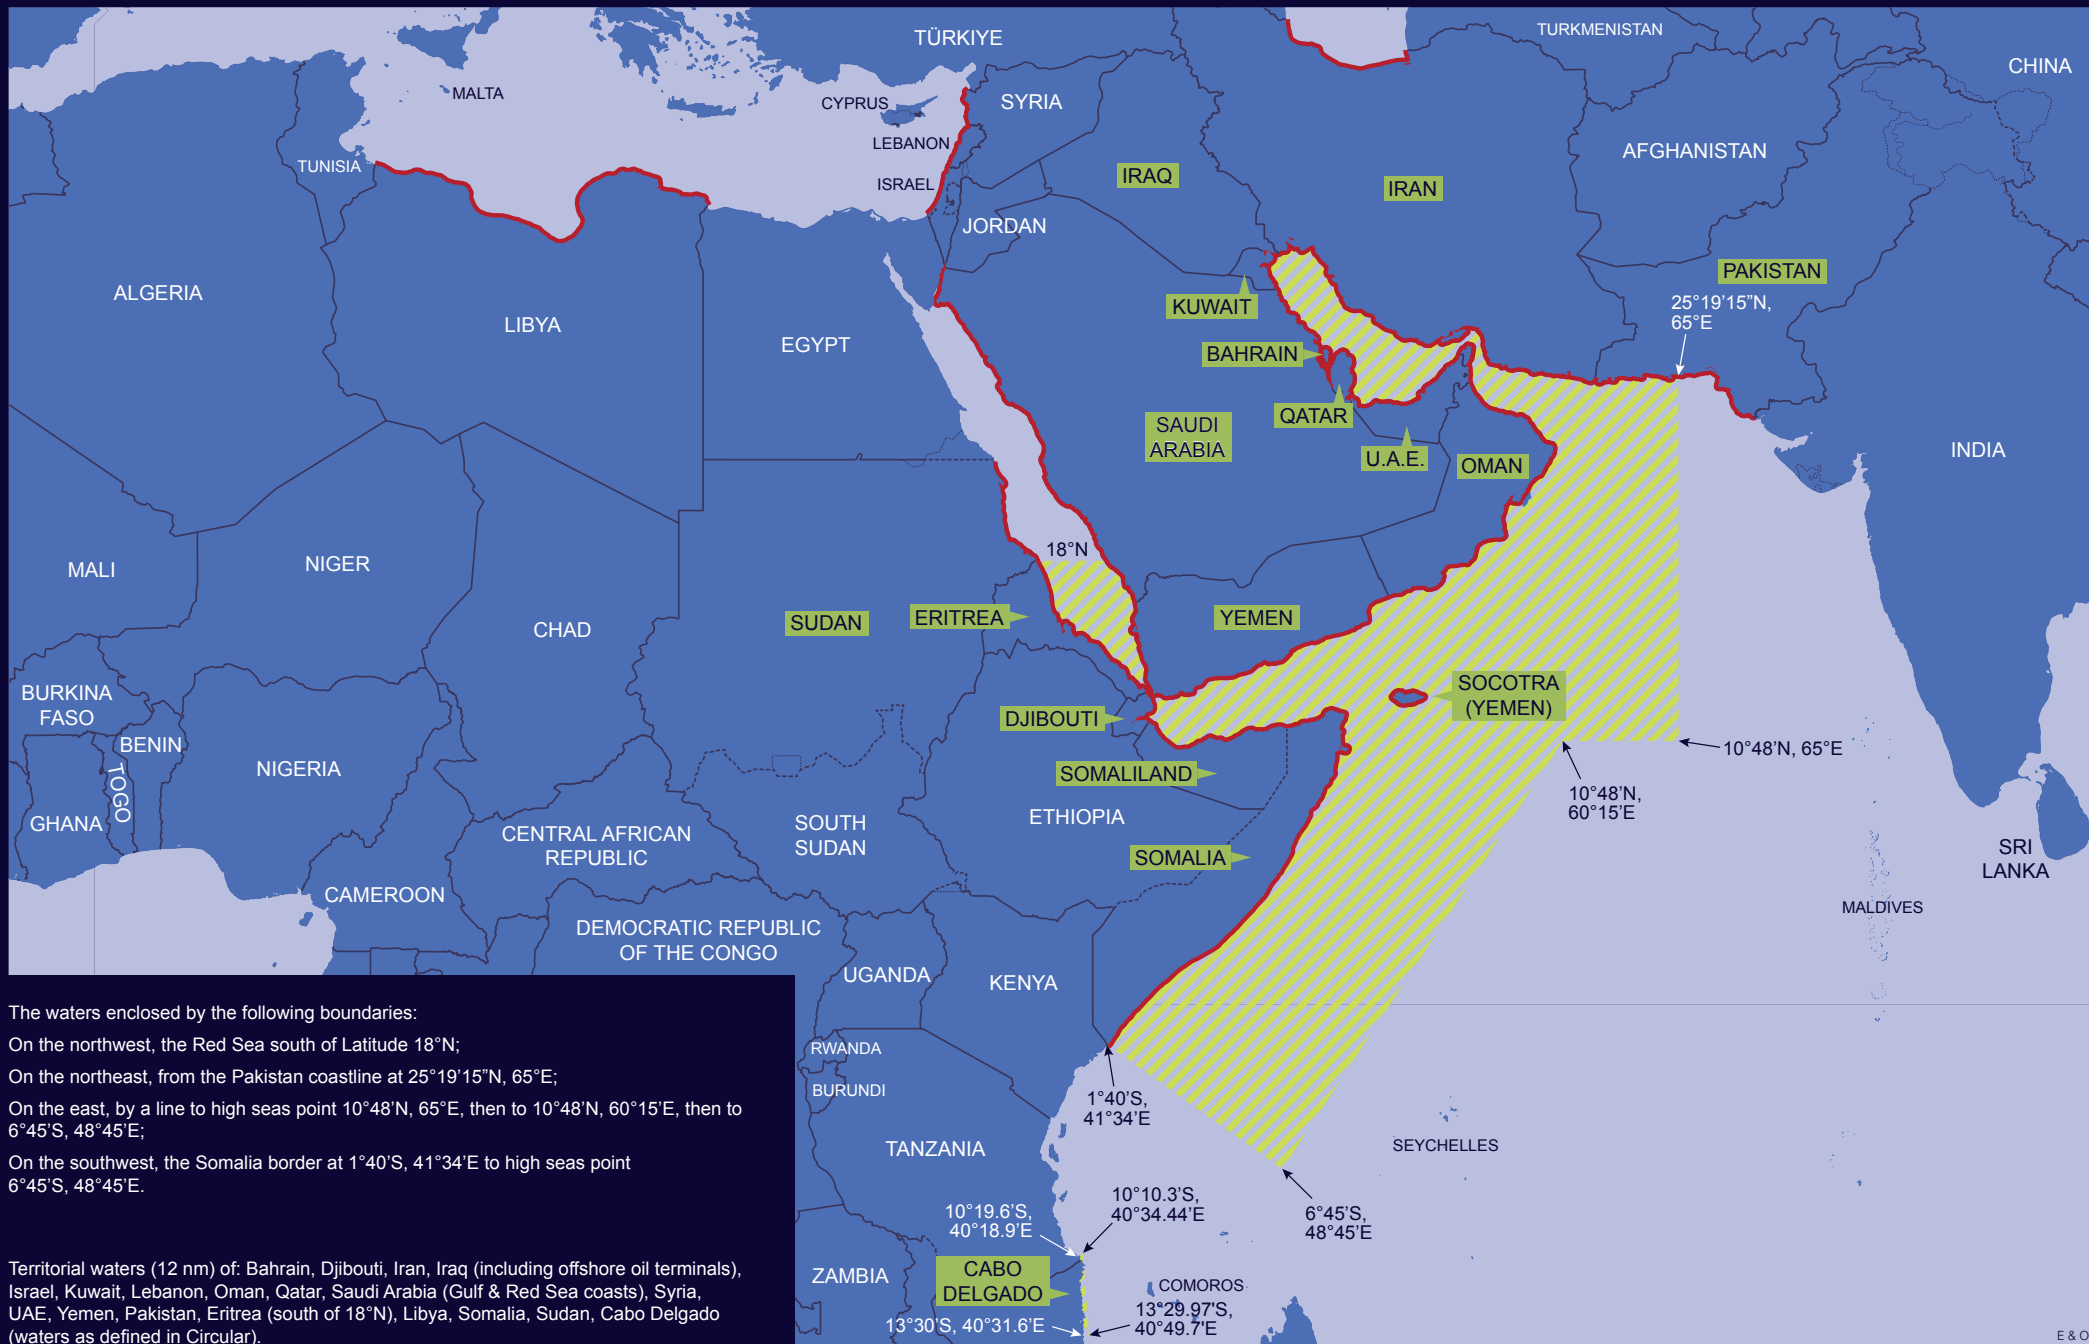 TÜRKIYE
TURKMENISTAN
CHINA
MALTA
CYPRUS
SYRIA
LEBANON
AFGHANISTAN
TUNISIA
ISRAEL
IRAQ
IRAN
JORDAN
PAKISTAN
ALGERIA
LIBYA
EGYPT
KUWAIT
25°19’15”N,
65°E
BAHRAIN
QATAR
SAUDI
ARABIA
U.A.E.
OMAN
INDIA
18°N
MALI
NIGER
CHAD
SUDAN
ERITREA
YEMEN
BURKINA
FASO
BENIN
TOGO
GHANA
NIGERIA
DJIBOUTI
SOCOTRA
(YEMEN)
10°48’N, 65°E
SOMALILAND
10°48’N,
60°15’E
ETHIOPIA
CENTRAL AFRICAN
REPUBLIC
SOUTH
SUDAN
SOMALIA
SRI
LANKA
CAMEROON
MALDIVES
DEMOCRATIC REPUBLIC
OF THE CONGO
UGANDA
KENYA
RWANDA
BURUNDI
1°40’S,
41°34’E
TANZANIA
SEYCHELLES
10°19.6’S,
40°18.9’E
10°10.3’S,
40°34.44’E
6°45’S,
48°45’E
ZAMBIA
CABO
DELGADO
COMOROS
13°30’S, 40°31.6’E
13°29.97'S,
40°49.7'E
The waters enclosed by the following boundaries:
On the northwest, the Red Sea south of Latitude 18°N;
On the northeast, from the Pakistan coastline at 25°19’15”N, 65°E;
On the east, by a line to high seas point 10°48’N, 65°E, then to 10°48’N, 60°15’E, then to
6°45’S, 48°45’E;
On the southwest, the Somalia border at 1°40’S, 41°34’E to high seas point
6°45’S, 48°45’E.
Territorial waters (12 nm) of: Bahrain, Djibouti, Iran, Iraq (including offshore oil terminals),
Israel, Kuwait, Lebanon, Oman, Qatar, Saudi Arabia (Gulf & Red Sea coasts), Syria,
UAE, Yemen, Pakistan, Eritrea (south of 18°N), Libya, Somalia, Sudan, Cabo Delgado
(waters as defined in Circular).
E & O